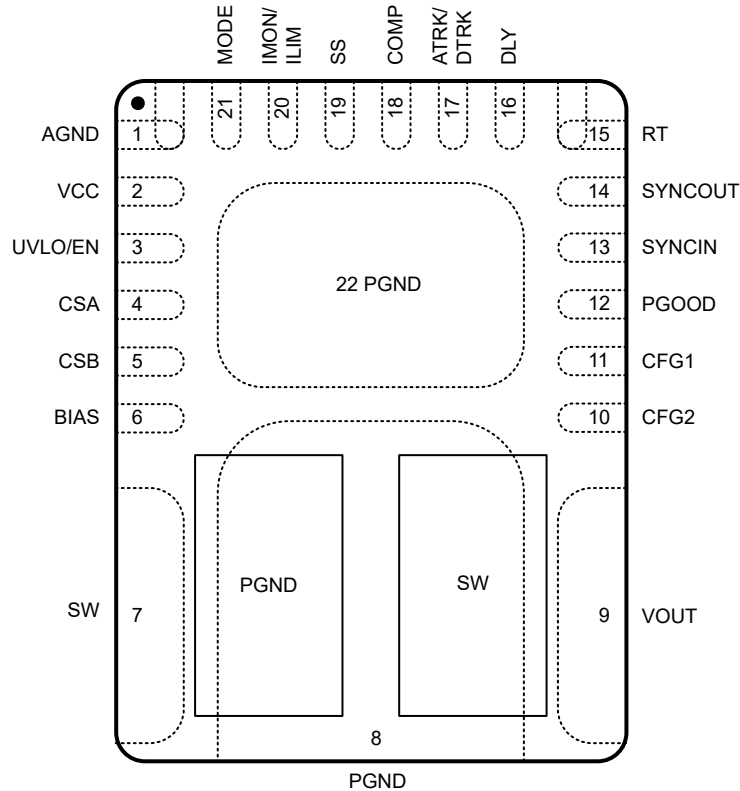 MODE
IMON/
ILIM
SS
COMP
ATRK/
DTRK
DLY
21
20
19
18
17
16
AGND 1
15 RT
VCC 2
14 SYNCOUT
UVLO/EN 3
13 SYNCIN
22 PGND
CSA 4
12 PGOOD
CSB 5
11 CFG1
BIAS 6
10 CFG2
PGND
SW
SW 7
9 VOUT
8
PGND